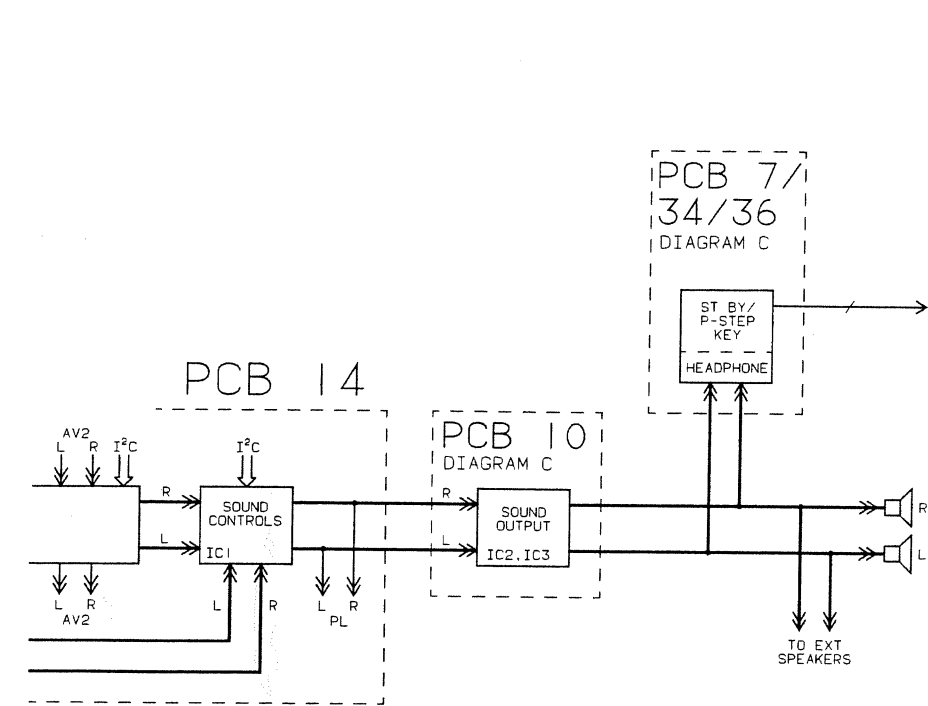 PCB 7/
34/36
DIAGRAM C
ST BY/
P-STEP
KEY
HEADPHONE
PCB 14
PCB 10
DIAGRAM C
AV2
L R I²C
I²C
R
L
SOUND
CONTROLS
IC1
R
L
SOUND
OUTPUT
IC2,IC3
R
L
L R
AV2
L R
L R
PL
TO EXT
SPEAKERS